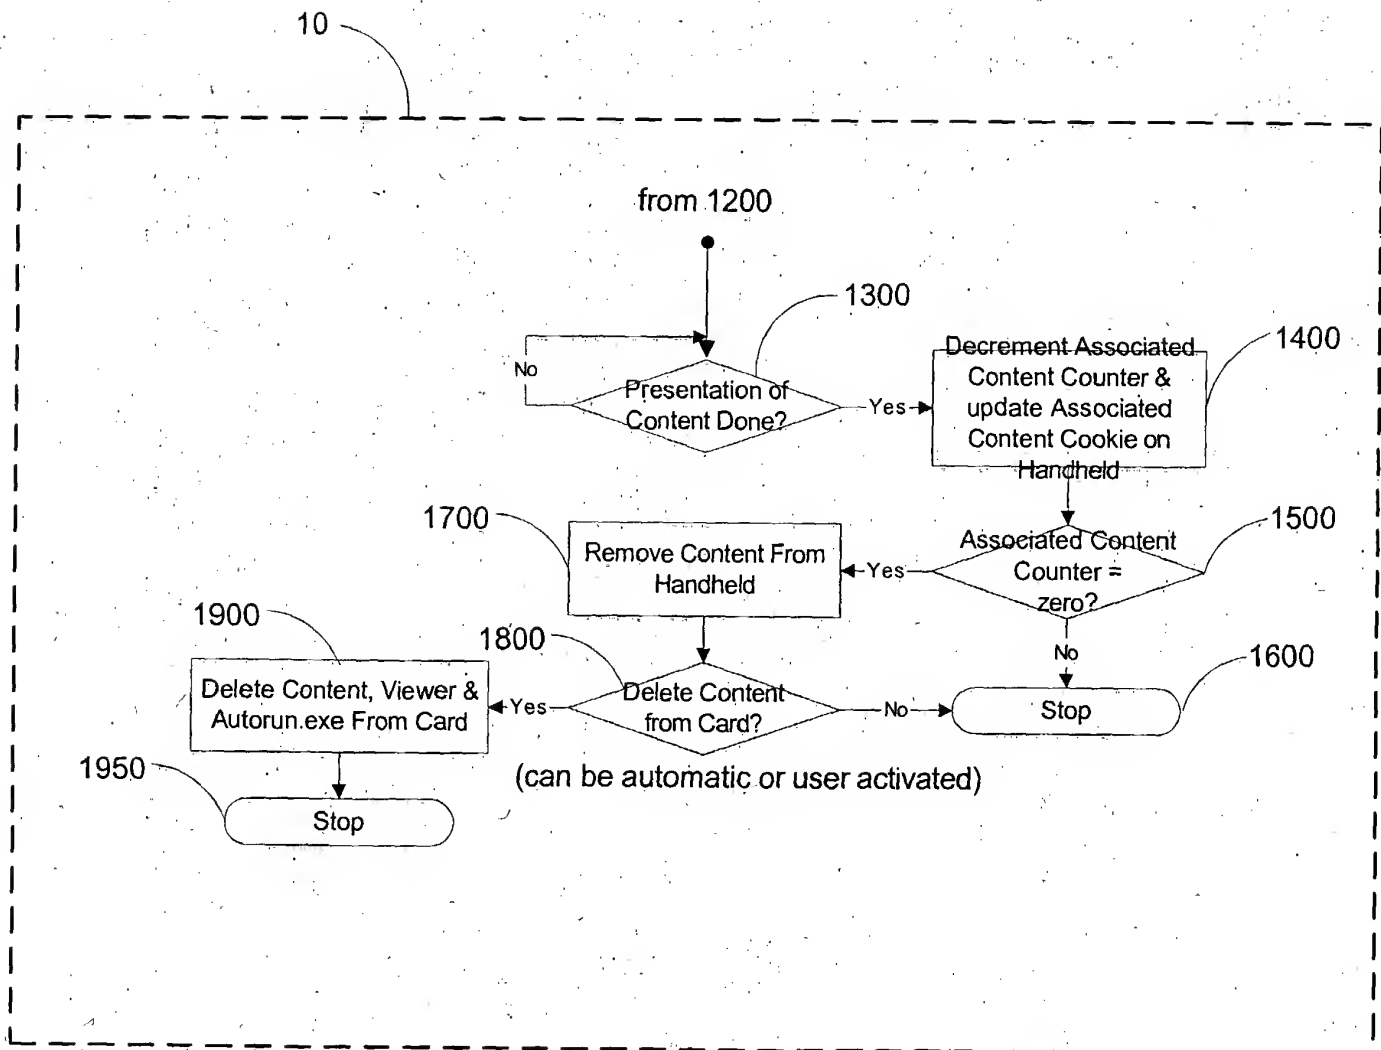 10
from 1200
1300
No
Presentation of
Content Done?
Yes
Decrement Associated
Content Counter &
update Associated
Content Cookie on
Handheld
1400
1700
Remove Content From
Handheld
Yes
Associated Content
Counter =
zero?
1500
No
1900
1800
Delete Content, Viewer &
Autorun.exe From Card
Yes
Delete Content
from Card?
No
Stop
1600
(can be automatic or user activated)
1950
Stop